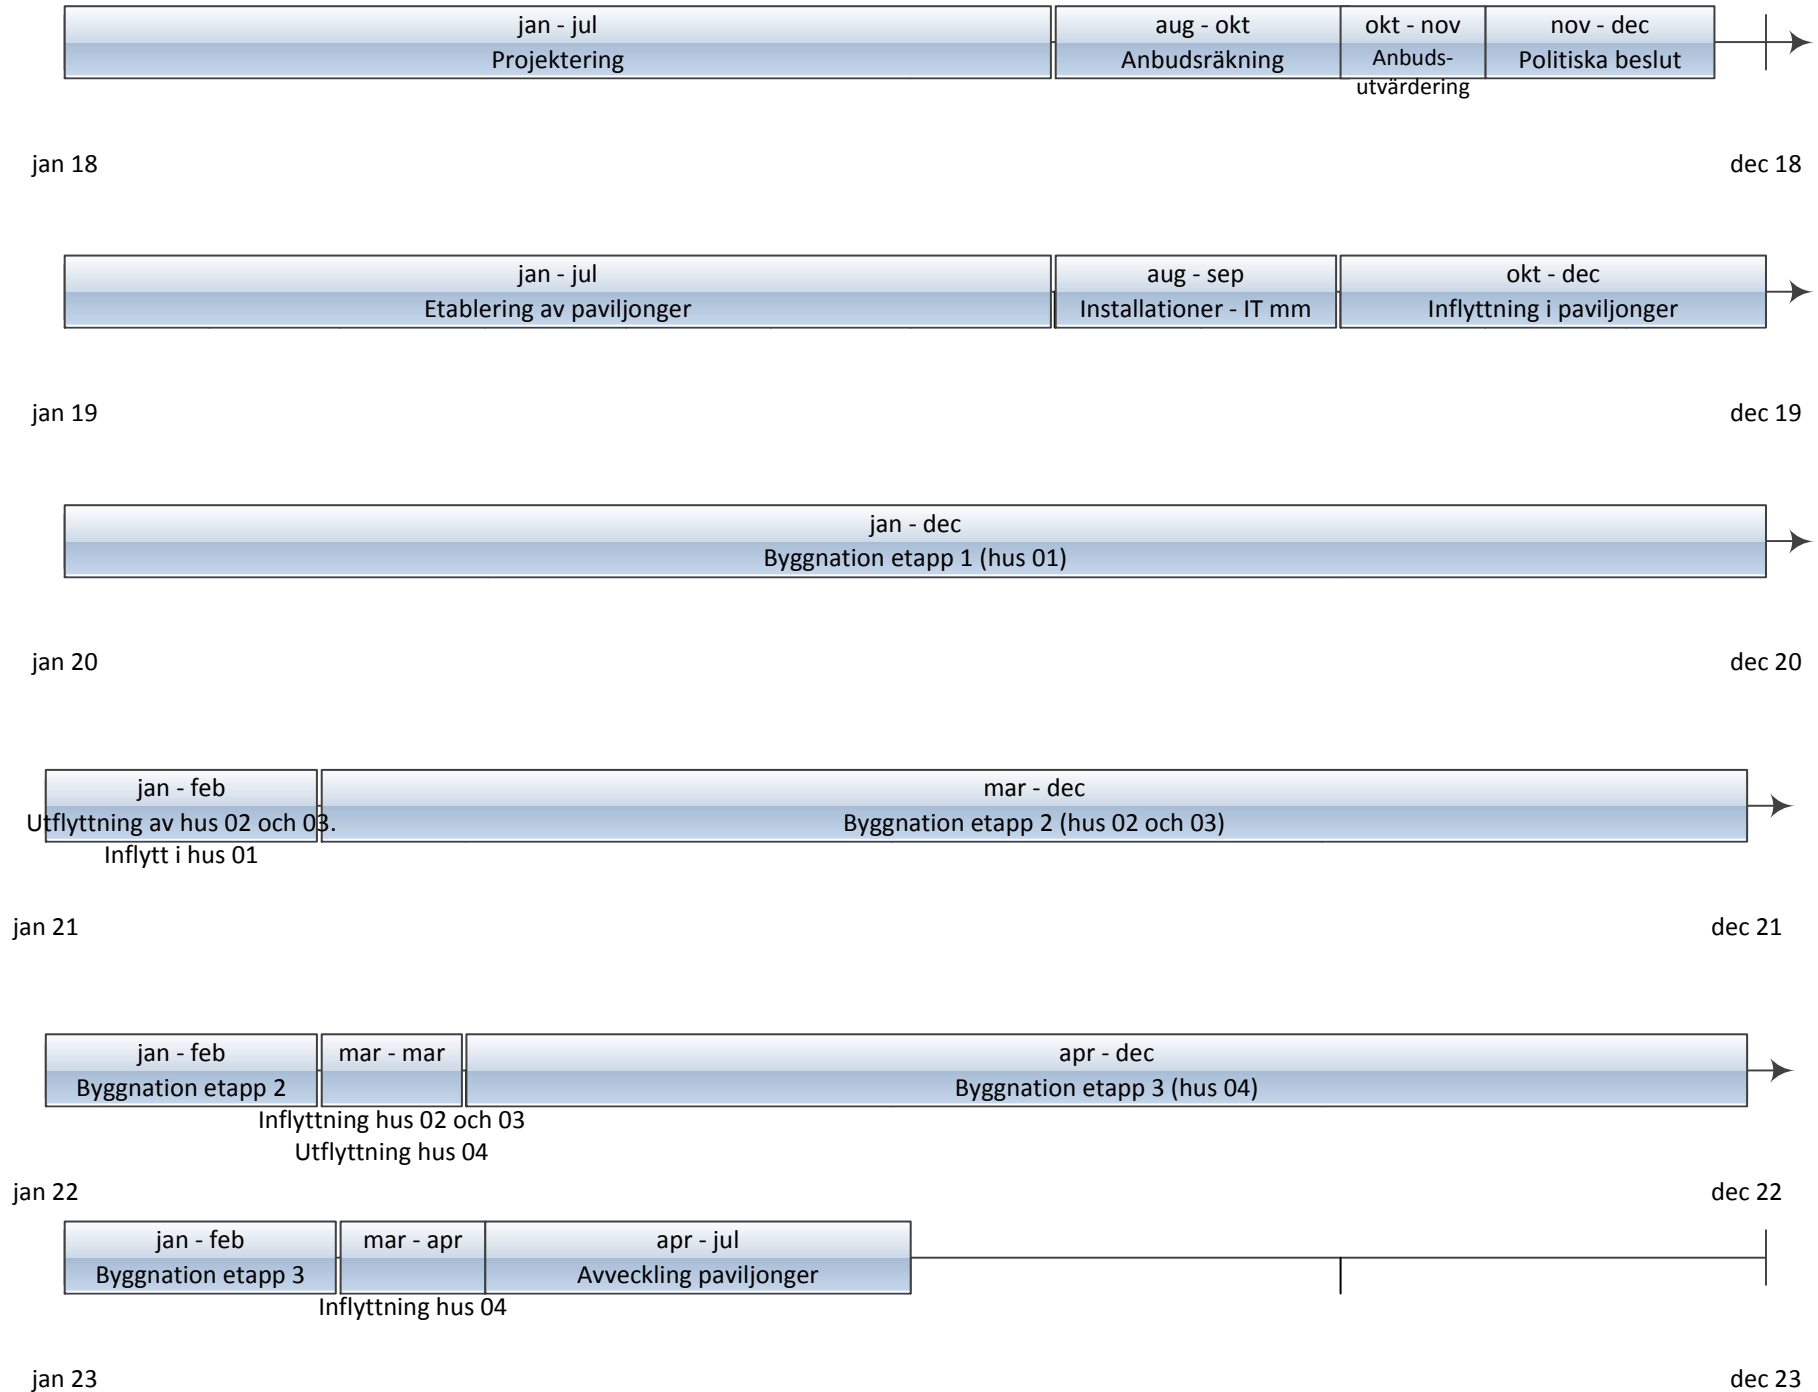 jan - jul
Projektering
aug - okt
Anbudsräkning
okt - nov
Anbuds-
utvärdering
nov - dec
Politiska beslut
jan 18
dec 18
jan - jul
Etablering av paviljonger
aug - sep
Installationer - IT mm
okt - dec
Inflyttning i paviljonger
jan 19
dec 19
jan - dec
Byggnation etapp 1 (hus 01)
jan 20
dec 20
jan - feb
Utflyttning av hus 02 och 03.
Inflytt i hus 01
mar - dec
Byggnation etapp 2 (hus 02 och 03)
jan 21
dec 21
jan - feb
Byggnation etapp 2
mar - mar
Inflyttning hus 02 och 03
Utflyttning hus 04
apr - dec
Byggnation etapp 3 (hus 04)
jan 22
dec 22
jan - feb
Byggnation etapp 3
mar - apr
Inflyttning hus 04
apr - jul
Avveckling paviljonger
jan 23
dec 23